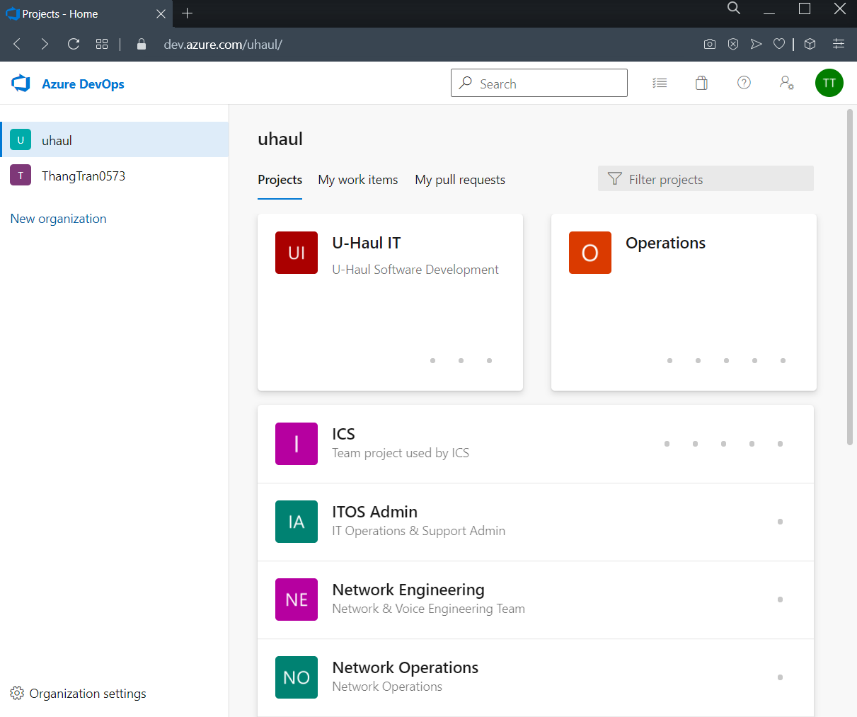 Projects - Home
dev.azure.com/uhaul/
Azure DevOps
Search
TT
U uhaul
T ThangTran0573
New organization
Organization settings
uhaul
Projects My work items My pull requests
Filter projects
UI U-Haul IT
U-Haul Software Development
O Operations
I ICS
Team project used by ICS
IA ITOS Admin
IT Operations & Support Admin
NE Network Engineering
Network & Voice Engineering Team
NO Network Operations
Network Operations